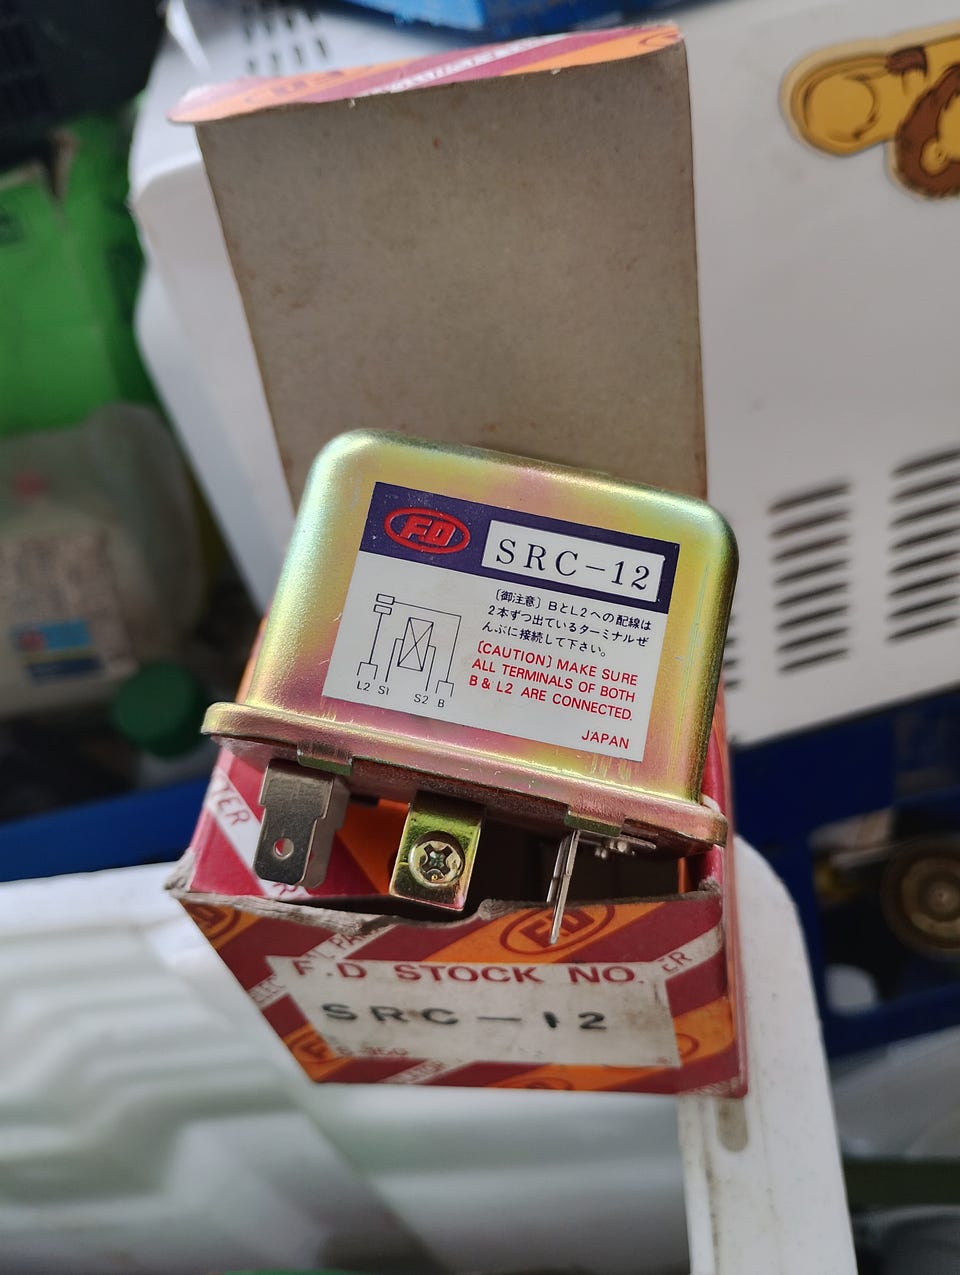 F.D
SRC-12
〔御注意〕BとL2への配線は
2本ずつ出ているターミナルぜ
んぶに接続して下さい。
〔CAUTION〕MAKE SURE
ALL TERMINALS OF BOTH
B & L2 ARE CONNECTED.
JAPAN
L2 S1 S2 B
F.D STOCK NO.
SRC-12